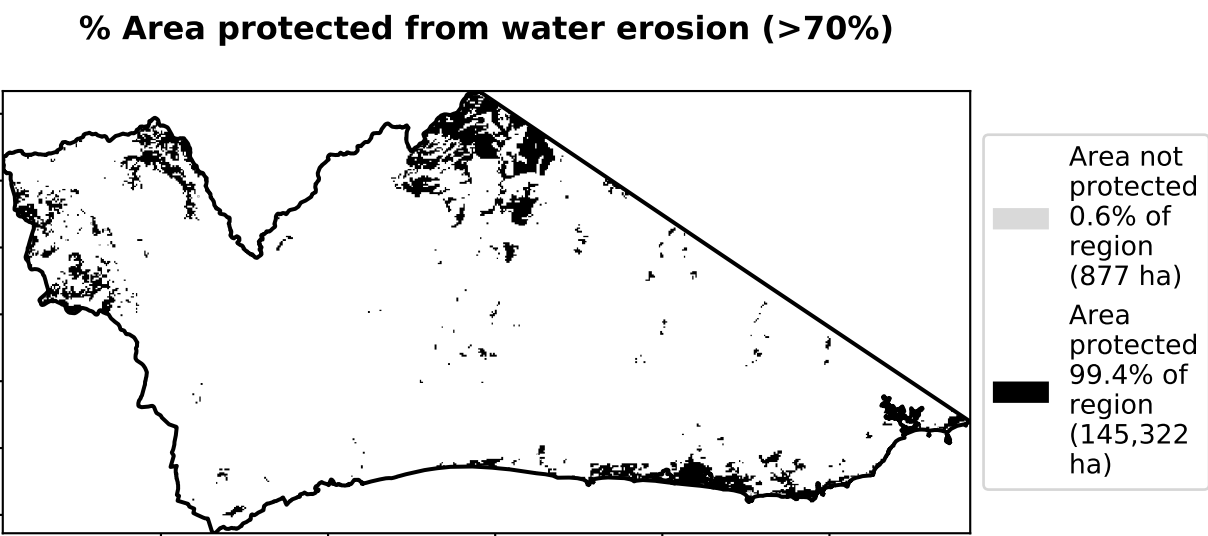 % Area protected from water erosion (>70%)
Area not
protected
0.6% of
region
(877 ha)
Area
protected
99.4% of
region
(145,322
ha)